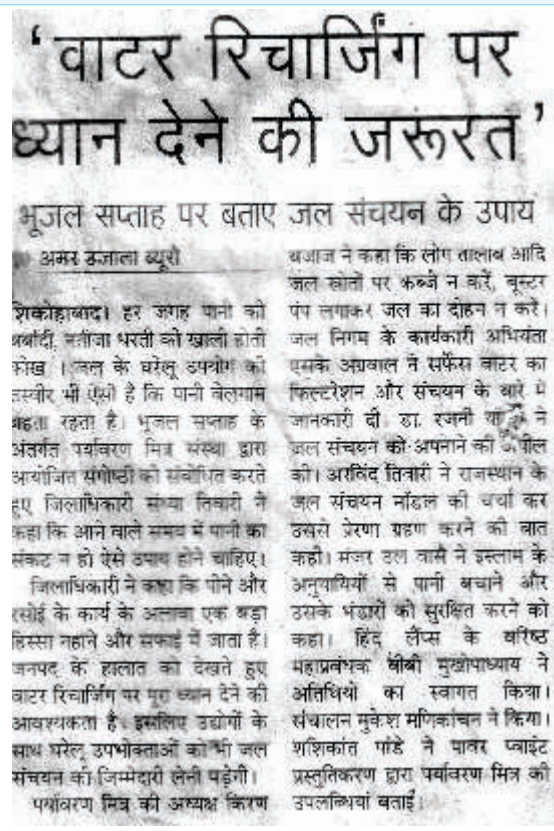 ‘वाटर रिचार्जिंग पर
ध्यान देने की जरूरत’
भूजल सप्ताह पर बताए जल संचयन के उपाय
अमर उजाला ब्यूरो
शिकोहाबाद। हर जगह पानी की
बर्बादी, नतीजा धरती की खाली होती
कोख । जल के घरेलू उपयोग की
तस्वीर भी ऐसी है कि पानी बेलगाम
बहता रहता है। भूजल सप्ताह के
अंतर्गत पर्यावरण मित्र संस्था द्वारा
आयोजित संगोष्ठी को संबोधित करते
हुए जिलाधिकारी संध्या तिवारी ने
कहा कि आने वाले समय में पानी का
संकट न हो ऐसे उपाय होने चाहिए।
जिलाधिकारी ने कहा कि पीने और
रसोई के कार्य के अलावा एक बड़ा
हिस्सा नहाने और सफाई में जाता है।
जनपद के हालात को देखते हुए
वाटर रिचार्जिंग पर पूरा ध्यान देने की
आवश्यकता है। इसलिए उद्योगों के
साथ घरेलू उपभोक्ताओं को भी जल
संचयन की जिम्मेदारी लेनी पड़ेगी।
पर्यावरण मित्र की अध्यक्ष किरण
बजाज ने कहा कि लोग तालाब आदि
जल स्रोतों पर कब्जे न करें, बूस्टर
पंप लगाकर जल का दोहन न करें।
जल निगम के कार्यकारी अभियंता
एसके अग्रवाल ने सर्फेस वाटर का
फिल्टरेशन और संचयन के बारे में
जानकारी दी। डा. रजनी ने
जल संचयन को अपनाने की अपील
की। अरविंद तिवारी ने राजस्थान के
जल संचयन मॉडल की चर्चा कर
उससे प्रेरणा ग्रहण करने की बात
कही। मंजर उल वासै ने इस्लाम के
अनुयायियों से पानी बचाने और
उसके भंडारों को सुरक्षित करने को
कहा। हिंद लैंप्स के वरिष्ठ
महाप्रबंधक बीबी मुखोपाध्याय ने
अतिथियों का स्वागत किया।
संचालन मुकेश मणिकांचन ने किया।
शशिकांत पांडे ने पावर प्वाइंट
प्रस्तुतिकरण द्वारा पर्यावरण मित्र की
उपलब्धियां बताईं।